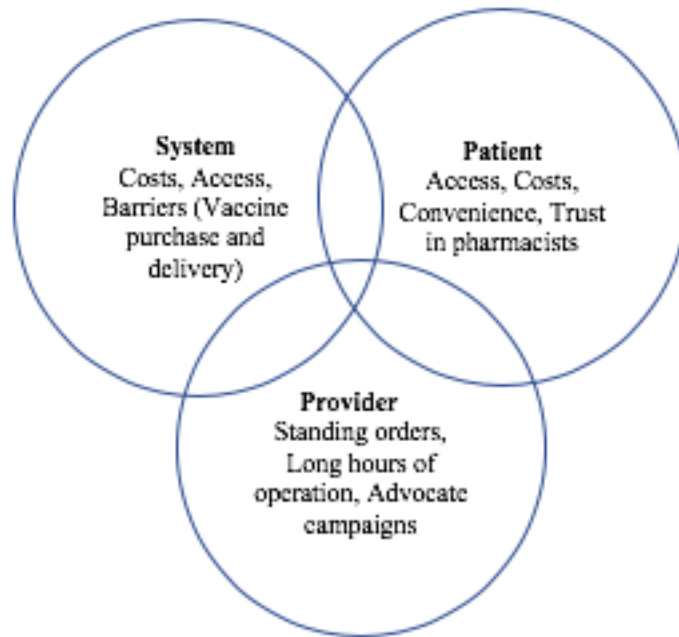 System
Costs, Access,
Barriers (Vaccine
purchase and
delivery)
Patient
Access, Costs,
Convenience, Trust
in pharmacists
Provider
Standing orders,
Long hours of
operation, Advocate
campaigns